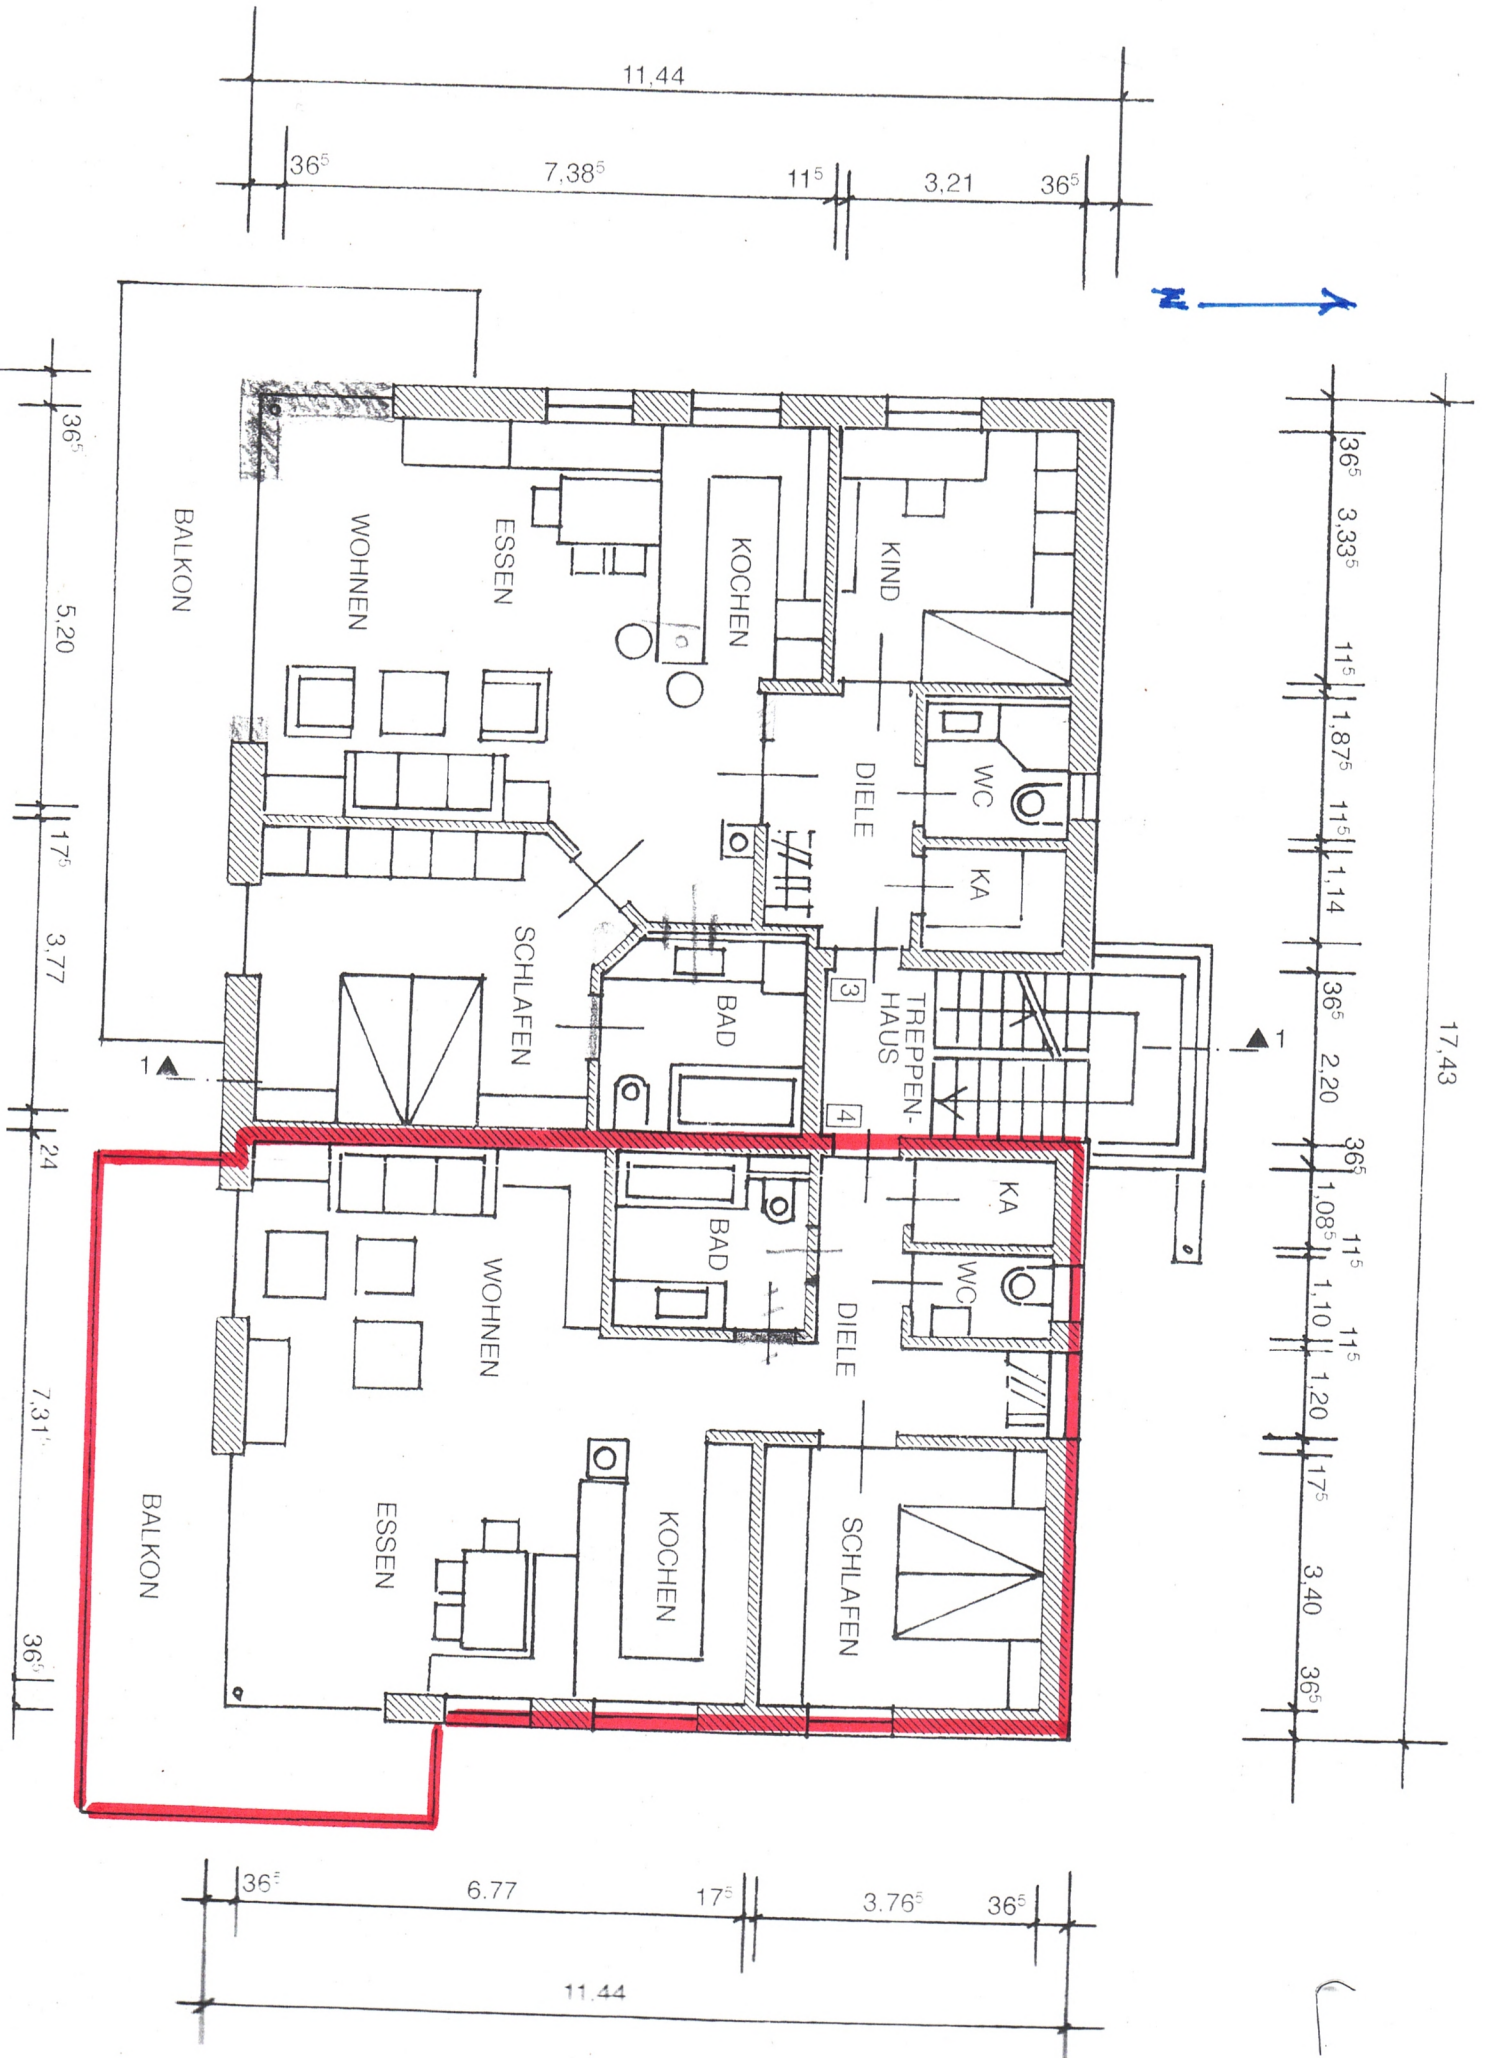 11,44
36⁵ 7,38⁵ 11⁵ 3,21 36⁵
N
17,43
36⁵ 3,33⁵ 11⁵ 1,87⁵ 11⁵ 1,14 36⁵ 2,20 36⁵ 1,08⁵ 11⁵ 1,10 11⁵ 1,20 17⁵ 3,40 36⁵
KIND
WC
KA
DIELE
KOCHEN
ESSEN
WOHNEN
BALKON
SCHLAFEN
BAD
TREPPEN-
HAUS
3
4
1
1
KA
WC
DIELE
BAD
WOHNEN
SCHLAFEN
KOCHEN
ESSEN
BALKON
36⁵ 5,20 17⁵ 3,77 24 7,31⁵ 36⁵
36⁵ 6.77 17⁵ 3.76⁵ 36⁵
11.44